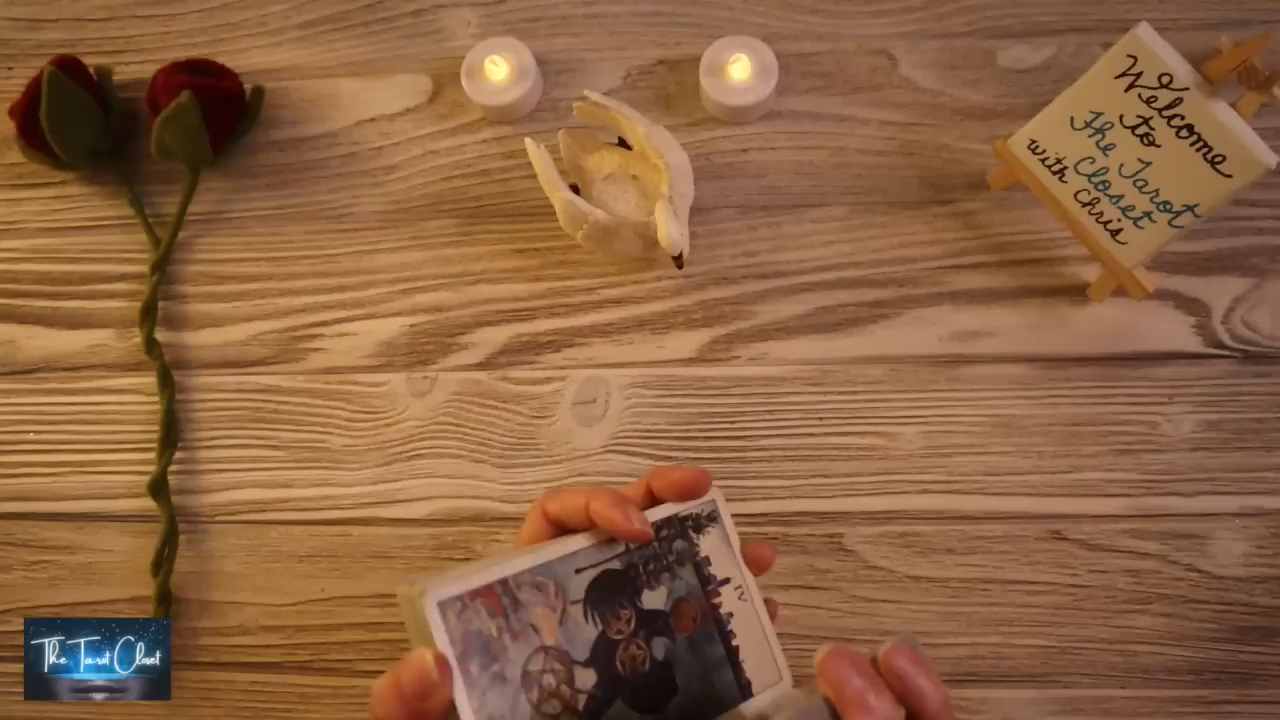 Welcome
to
The Tarot
Closet
with Chris
IV
The Tarot Closet